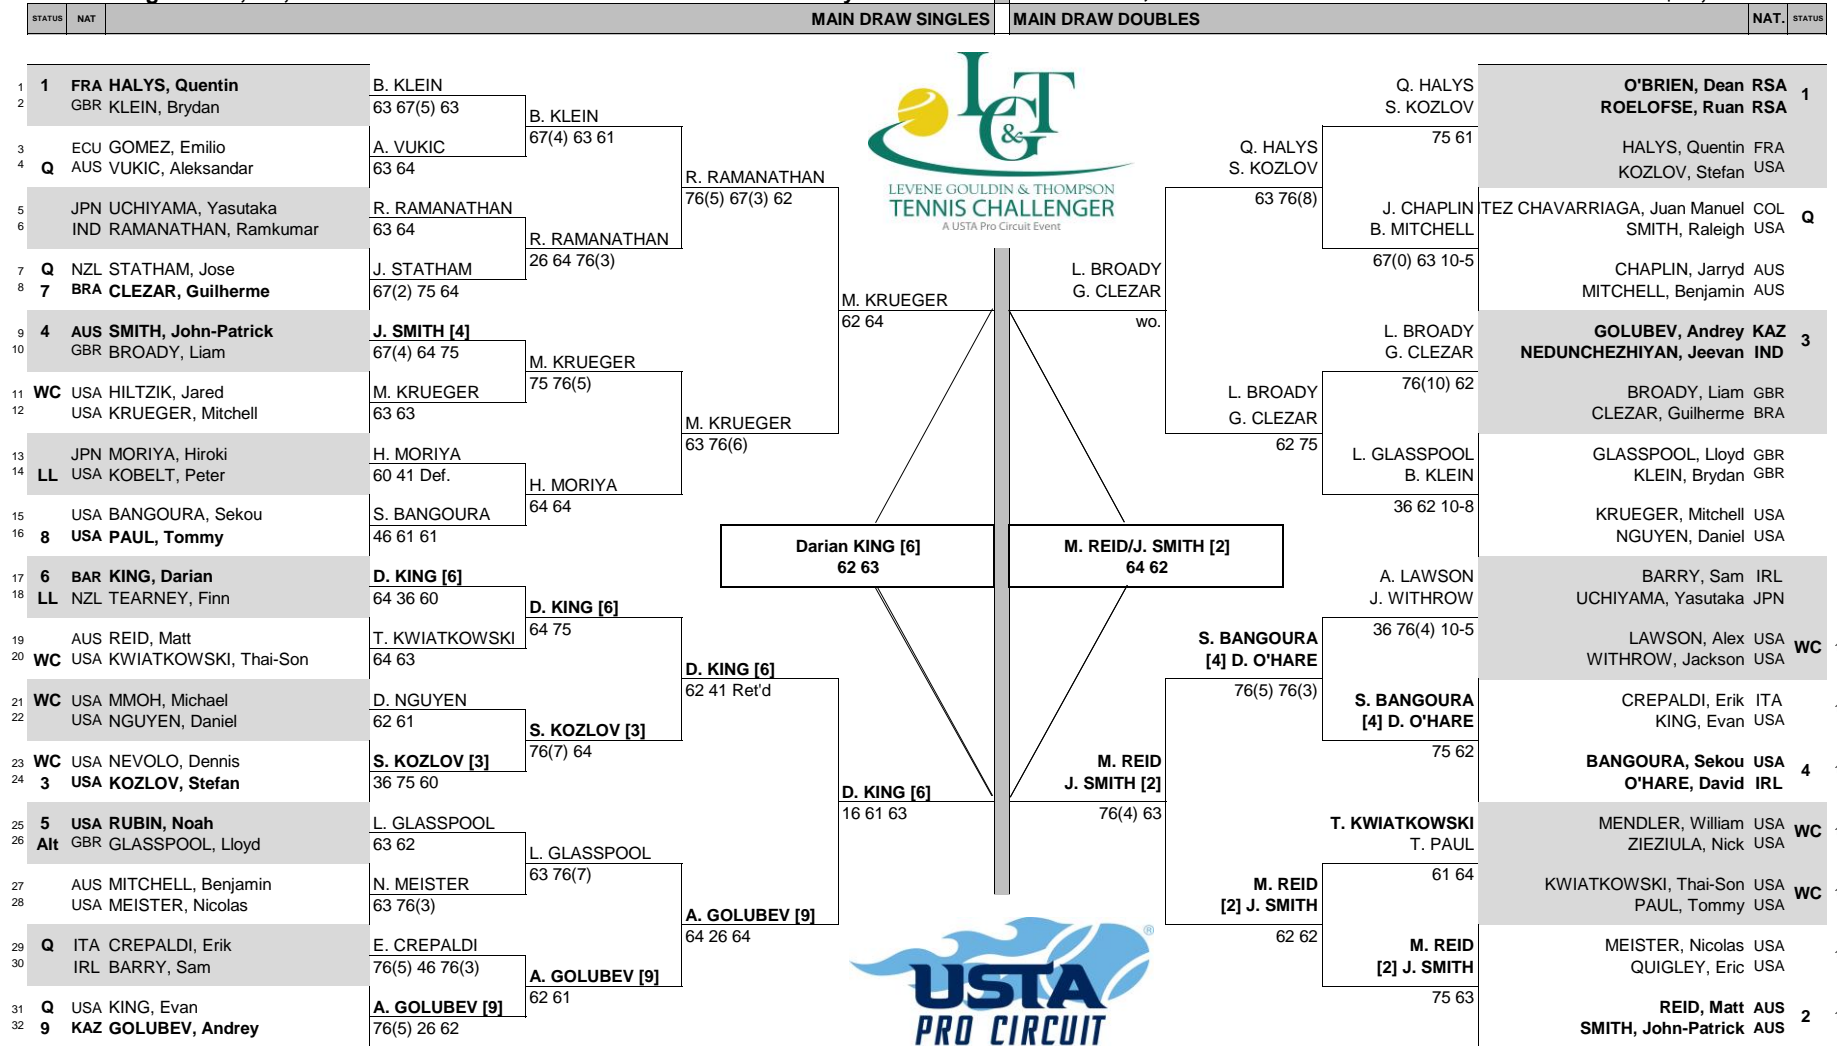 STATUS NAT MAIN DRAW SINGLES
MAIN DRAW DOUBLES NAT. STATUS
1 1 FRA HALYS, Quentin
2 GBR KLEIN, Brydan
3 ECU GOMEZ, Emilio
4 Q AUS VUKIC, Aleksandar
5 JPN UCHIYAMA, Yasutaka
6 IND RAMANATHAN, Ramkumar
7 Q NZL STATHAM, Jose
8 7 BRA CLEZAR, Guilherme
9 4 AUS SMITH, John-Patrick
10 GBR BROADY, Liam
11 WC USA HILTZIK, Jared
12 USA KRUEGER, Mitchell
13 JPN MORIYA, Hiroki
14 LL USA KOBELT, Peter
15 USA BANGOURA, Sekou
16 8 USA PAUL, Tommy
17 6 BAR KING, Darian
18 LL NZL TEARNEY, Finn
19 AUS REID, Matt
20 WC USA KWIATKOWSKI, Thai-Son
21 WC USA MMOH, Michael
22 USA NGUYEN, Daniel
23 WC USA NEVOLO, Dennis
24 3 USA KOZLOV, Stefan
25 5 USA RUBIN, Noah
26 Alt GBR GLASSPOOL, Lloyd
27 AUS MITCHELL, Benjamin
28 USA MEISTER, Nicolas
29 Q ITA CREPALDI, Erik
30 IRL BARRY, Sam
31 Q USA KING, Evan
32 9 KAZ GOLUBEV, Andrey
B. KLEIN
63 67(5) 63
A. VUKIC
63 64
R. RAMANATHAN
63 64
J. STATHAM
67(2) 75 64
J. SMITH [4]
67(4) 64 75
M. KRUEGER
63 63
H. MORIYA
60 41 Def.
S. BANGOURA
46 61 61
D. KING [6]
64 36 60
T. KWIATKOWSKI
64 63
D. NGUYEN
62 61
S. KOZLOV [3]
36 75 60
L. GLASSPOOL
63 62
N. MEISTER
63 76(3)
E. CREPALDI
76(5) 46 76(3)
A. GOLUBEV [9]
76(5) 26 62
B. KLEIN
67(4) 63 61
R. RAMANATHAN
26 64 76(3)
M. KRUEGER
75 76(5)
H. MORIYA
64 64
D. KING [6]
64 75
S. KOZLOV [3]
76(7) 64
L. GLASSPOOL
63 76(7)
A. GOLUBEV [9]
62 61
R. RAMANATHAN
76(5) 67(3) 62
M. KRUEGER
63 76(6)
D. KING [6]
62 41 Ret'd
A. GOLUBEV [9]
64 26 64
M. KRUEGER
62 64
D. KING [6]
16 61 63
Darian KING [6]
62 63
LG&T
LEVENE GOULDIN & THOMPSON
TENNIS CHALLENGER
A USTA Pro Circuit Event
M. REID/J. SMITH [2]
64 62
L. BROADY
G. CLEZAR
wo.
M. REID
J. SMITH [2]
76(4) 63
Q. HALYS
S. KOZLOV
63 76(8)
L. BROADY
G. CLEZAR
62 75
S. BANGOURA
[4] D. O'HARE
76(5) 76(3)
M. REID
[2] J. SMITH
62 62
Q. HALYS
S. KOZLOV
75 61
J. CHAPLIN
B. MITCHELL
67(0) 63 10-5
L. BROADY
G. CLEZAR
76(10) 62
L. GLASSPOOL
B. KLEIN
36 62 10-8
A. LAWSON
J. WITHROW
36 76(4) 10-5
S. BANGOURA
[4] D. O'HARE
75 62
T. KWIATKOWSKI
T. PAUL
61 64
M. REID
[2] J. SMITH
75 63
O'BRIEN, Dean RSA 1
ROELOFSE, Ruan RSA
HALYS, Quentin FRA
KOZLOV, Stefan USA
ITEZ CHAVARRIAGA, Juan Manuel COL Q
SMITH, Raleigh USA
CHAPLIN, Jarryd AUS
MITCHELL, Benjamin AUS
GOLUBEV, Andrey KAZ 3
NEDUNCHEZHIYAN, Jeevan IND
BROADY, Liam GBR
CLEZAR, Guilherme BRA
GLASSPOOL, Lloyd GBR
KLEIN, Brydan GBR
KRUEGER, Mitchell USA
NGUYEN, Daniel USA
BARRY, Sam IRL
UCHIYAMA, Yasutaka JPN
LAWSON, Alex USA WC
WITHROW, Jackson USA
CREPALDI, Erik ITA
KING, Evan USA
BANGOURA, Sekou USA 4
O'HARE, David IRL
MENDLER, William USA WC
ZIEZIULA, Nick USA
KWIATKOWSKI, Thai-Son USA WC
PAUL, Tommy USA
MEISTER, Nicolas USA
QUIGLEY, Eric USA
REID, Matt AUS 2
SMITH, John-Patrick AUS
USTA
PRO CIRCUIT
®